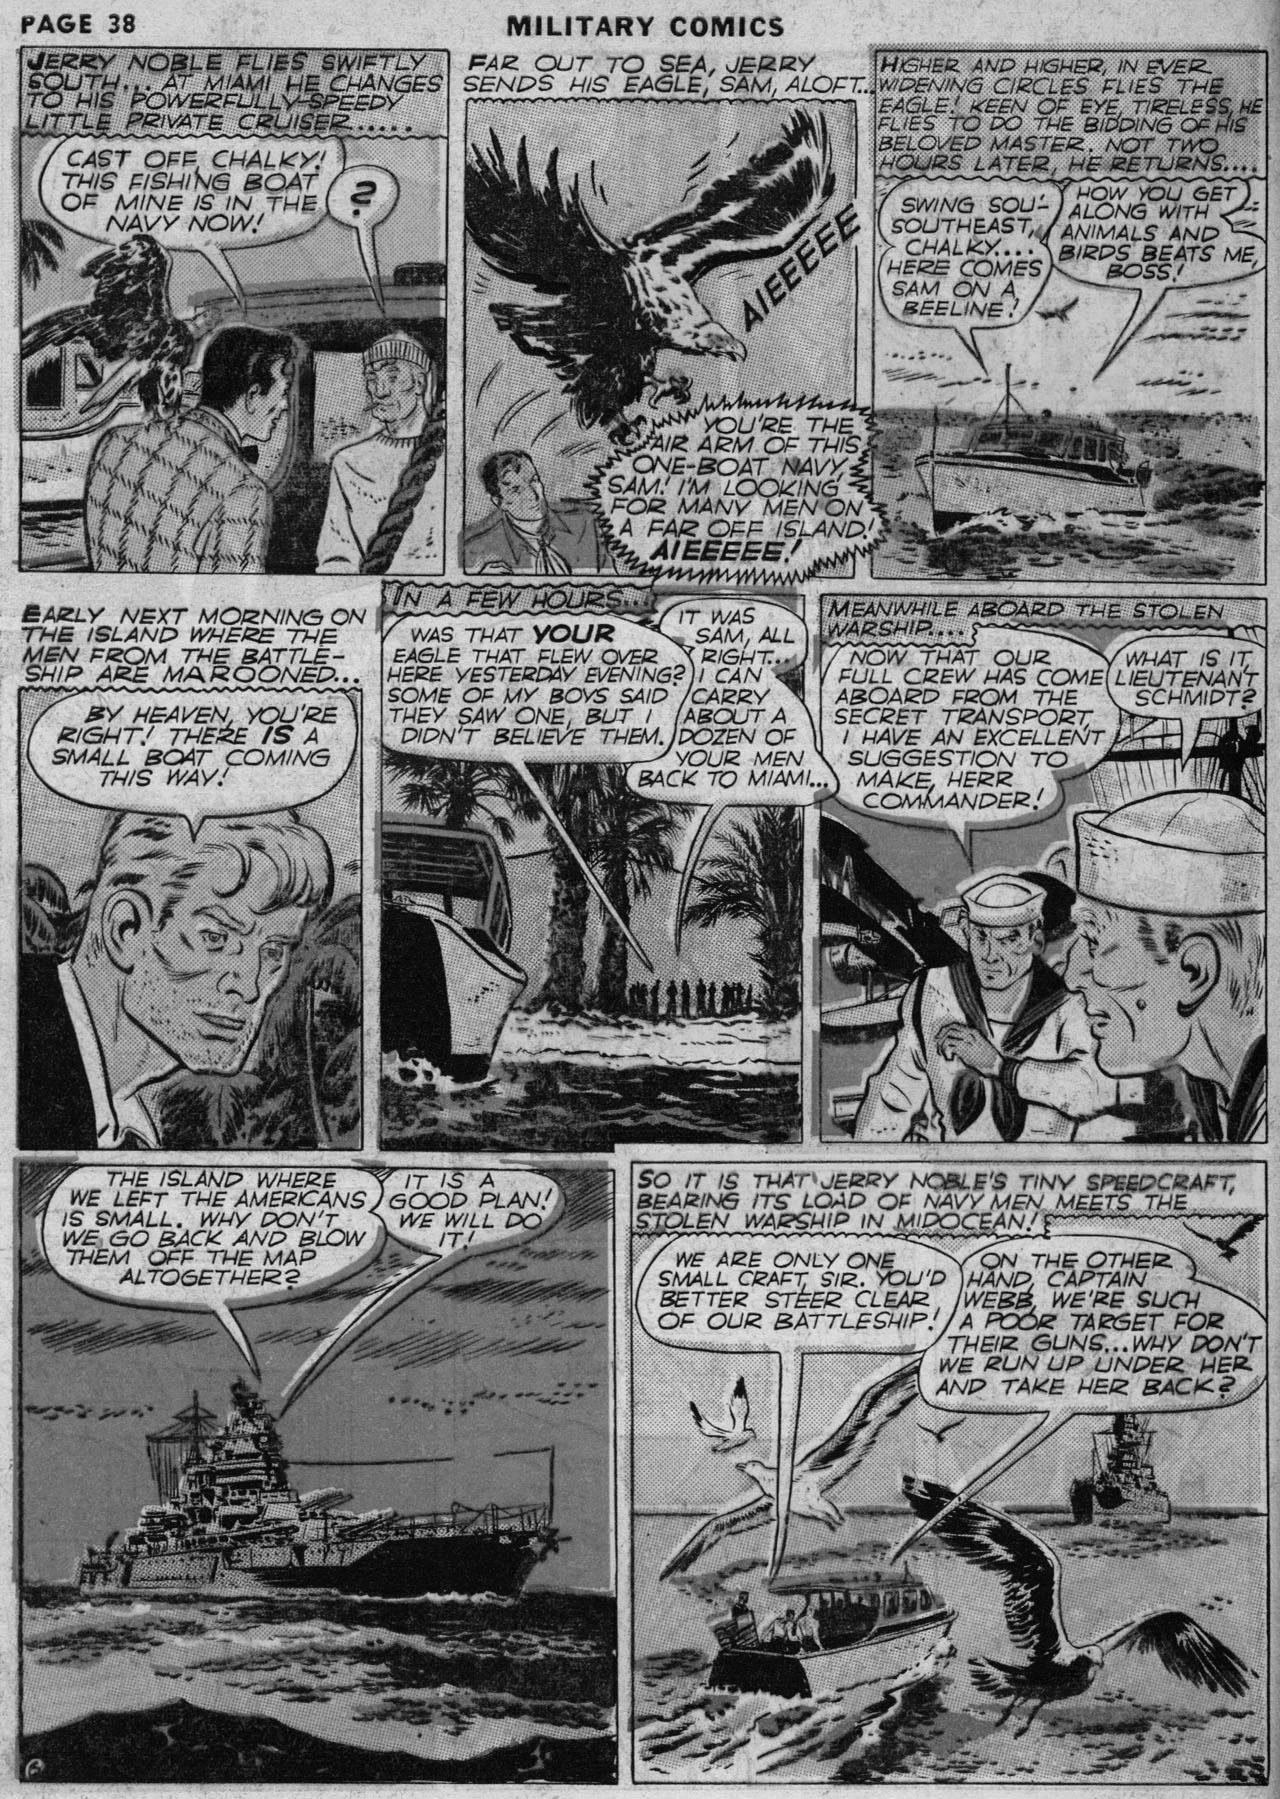 PAGE 38
MILITARY COMICS
JERRY NOBLE FLIES SWIFTLY
SOUTH... AT MIAMI HE CHANGES
TO HIS POWERFULLY-SPEEDY
LITTLE PRIVATE CRUISER.....
CAST OFF, CHALKY!
THIS FISHING BOAT
OF MINE IS IN THE
NAVY NOW!
?
FAR OUT TO SEA, JERRY
SENDS HIS EAGLE, SAM, ALOFT...
AIEEEEE
YOU'RE THE
AIR ARM OF THIS
ONE-BOAT NAVY,
SAM! I'M LOOKING
FOR MANY MEN ON
A FAR OFF ISLAND!
AIEEEEEE!
HIGHER AND HIGHER, IN EVER
WIDENING CIRCLES FLIES THE
EAGLE! KEEN OF EYE, TIRELESS, HE
FLIES TO DO THE BIDDING OF HIS
BELOVED MASTER. NOT TWO
HOURS LATER, HE RETURNS....
SWING SOU'-
SOUTHEAST,
CHALKY....
HERE COMES
SAM ON A
BEELINE!
HOW YOU GET
ALONG WITH
ANIMALS AND
BIRDS BEATS ME,
BOSS!
EARLY NEXT MORNING ON
THE ISLAND WHERE THE
MEN FROM THE BATTLE-
SHIP ARE MAROONED...
BY HEAVEN, YOU'RE
RIGHT! THERE IS A
SMALL BOAT COMING
THIS WAY!
IN A FEW HOURS...
WAS THAT YOUR
EAGLE THAT FLEW OVER
HERE YESTERDAY EVENING?
SOME OF MY BOYS SAID
THEY SAW ONE, BUT I
DIDN'T BELIEVE THEM.
IT WAS
SAM, ALL
RIGHT...
I CAN
CARRY
ABOUT A
DOZEN OF
YOUR MEN
BACK TO MIAMI...
MEANWHILE ABOARD THE STOLEN
WARSHIP....
NOW THAT OUR
FULL CREW HAS COME
ABOARD FROM THE
SECRET TRANSPORT,
I HAVE AN EXCELLENT
SUGGESTION TO
MAKE, HERR
COMMANDER!
WHAT IS IT,
LIEUTENANT
SCHMIDT?
THE ISLAND WHERE
WE LEFT THE AMERICANS
IS SMALL. WHY DON'T
WE GO BACK AND BLOW
THEM OFF THE MAP
ALTOGETHER?
IT IS A
GOOD PLAN!
WE WILL DO
IT!
6
SO IT IS THAT JERRY NOBLE'S TINY SPEEDCRAFT,
BEARING ITS LOAD OF NAVY MEN MEETS THE
STOLEN WARSHIP IN MIDOCEAN!
WE ARE ONLY ONE
SMALL CRAFT, SIR. YOU'D
BETTER STEER CLEAR
OF OUR BATTLESHIP!
ON THE OTHER
HAND, CAPTAIN
WEBB, WE'RE SUCH
A POOR TARGET FOR
THEIR GUNS...WHY DON'T
WE RUN UP UNDER HER
AND TAKE HER BACK?